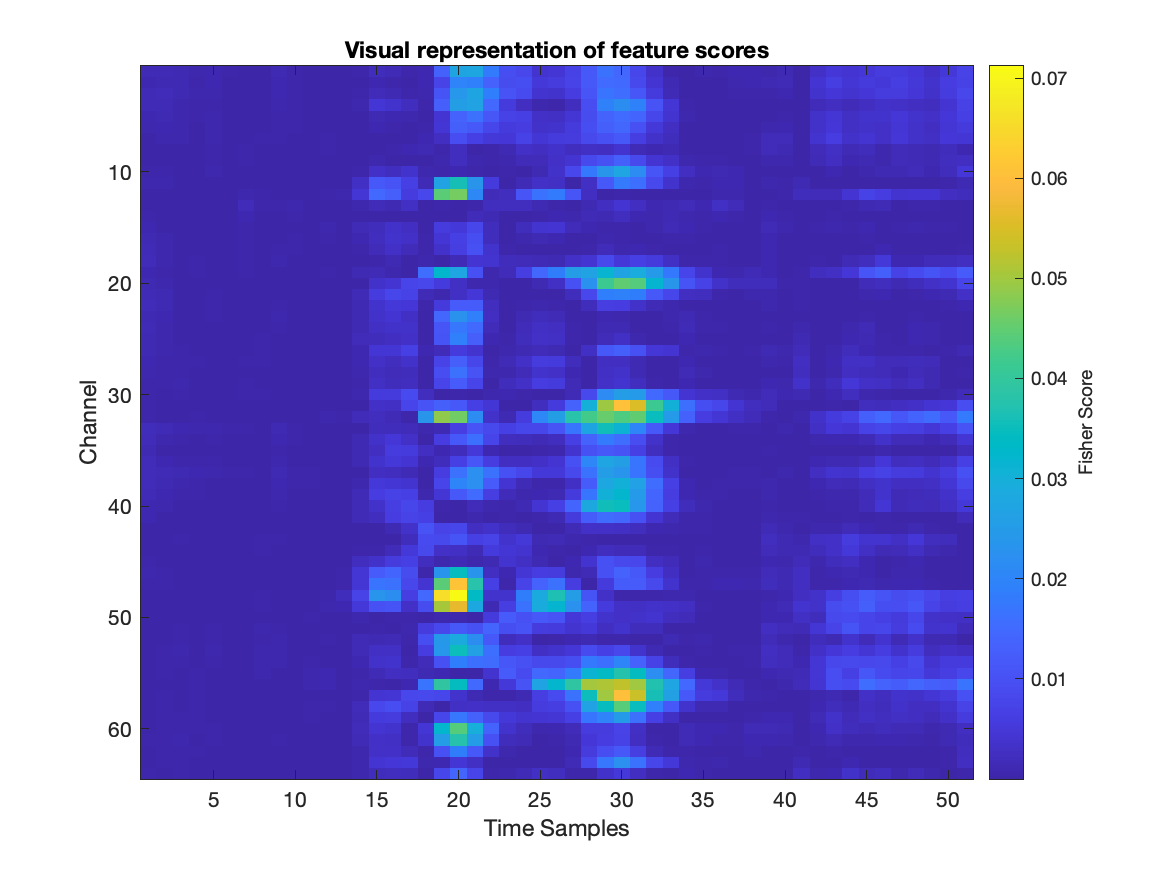 Visual representation of feature scores
10
20
30
40
50
60
Channel
5 10 15 20 25 30 35 40 45 50
Time Samples
0.07
0.06
0.05
0.04
0.03
0.02
0.01
Fisher Score